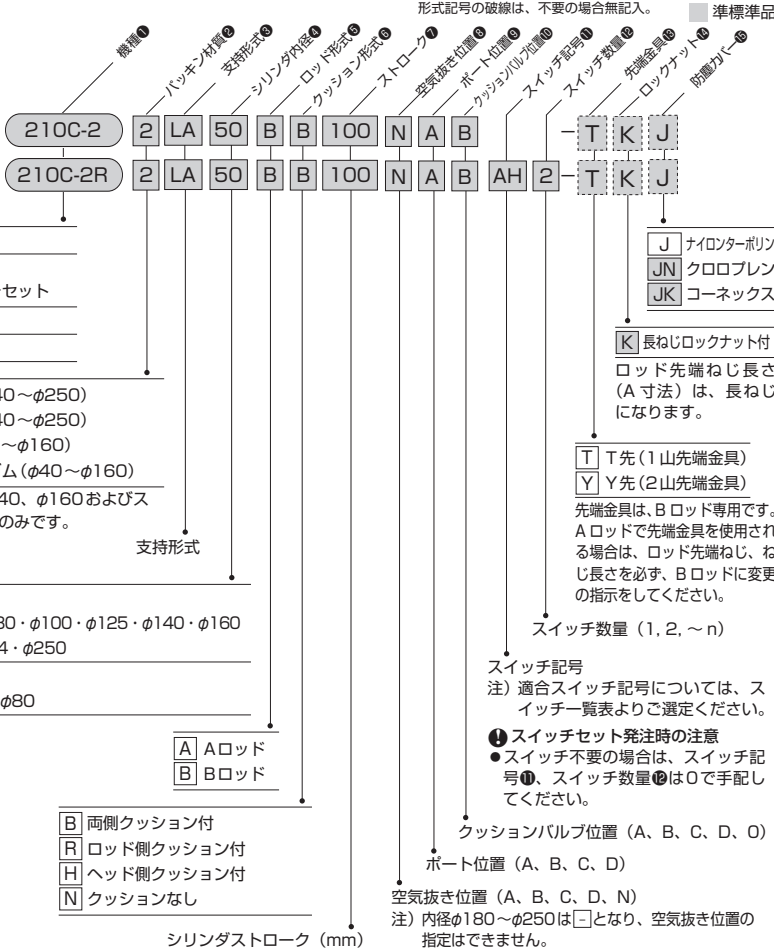 形式記号の破線は、不要の場合無記入。
準標準品
機種❶
パッキン材質❷
支持形式❸
シリンダ内径❹
ロッド形式❺
クッション形式❻
ストローク❼
空気抜き位置❽
ポート位置❾
クッションバルブ位置❿
スイッチ記号⓫
スイッチ数量⓬
先端金具⓭
ロックナット⓮
防塵カバー⓯
210C-2 2 LA 50 B B 100 N A B - T K J
210C-2R 2 LA 50 B B 100 N A B AH 2 - T K J
セット
40～φ250)
40～φ250)
～φ160)
ム(φ40～φ160)
40、φ160およびス
のみです。
支持形式
80・φ100・φ125・φ140・φ160
4・φ250
φ80
A Aロッド
B Bロッド
B 両側クッション付
R ロッド側クッション付
H ヘッド側クッション付
N クッションなし
シリンダストローク（mm）
J ナイロンターポリン
JN クロロプレン
JK コーネックス
K 長ねじロックナット付
ロッド先端ねじ長さ
(A寸法）は、長ねじ
になります。
T T先(1山先端金具)
Y Y先(2山先端金具)
先端金具は、Bロッド専用です。
Aロッドで先端金具を使用され
る場合は、ロッド先端ねじ、ね
じ長さを必ず、Bロッドに変更
の指示をしてください。
スイッチ数量（1, 2, ～ n）
スイッチ記号
注）適合スイッチ記号については、ス
イッチ一覧表よりご選定ください。
スイッチセット発注時の注意
●スイッチ不要の場合は、スイッチ記
号⓫、スイッチ数量⓬は0で手配し
てください。
クッションバルブ位置（A、B、C、D、0）
ポート位置（A、B、C、D）
空気抜き位置（A、B、C、D、N）
注）内径φ180～φ250は-となり、空気抜き位置の
指定はできません。